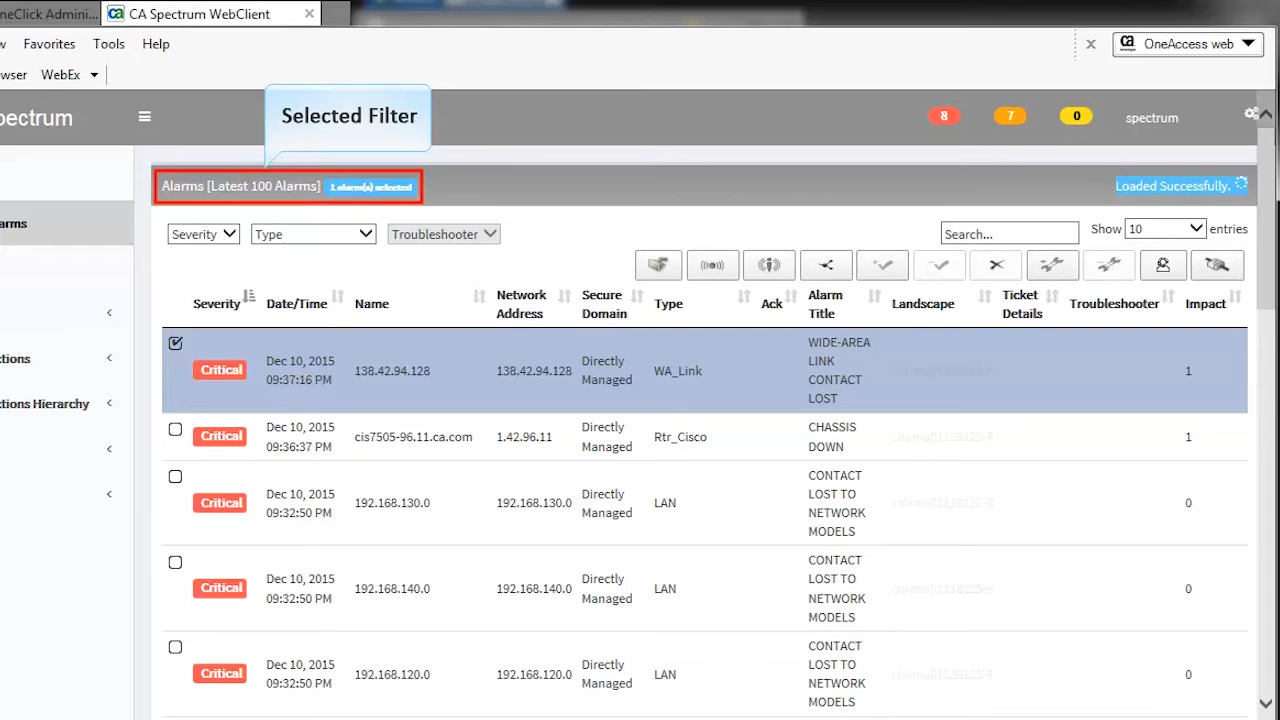 neClick Admini...
CA Spectrum WebClient
Favorites Tools Help
OneAccess web
wser WebEx
pectrum
Selected Filter
8 7 0 spectrum
Alarms [Latest 100 Alarms] 1 alarm(s) selected
Loaded Successfully.
arms
Severity Type Troubleshooter
Search...
Show 10 entries
Severity Date/Time Name Network Address Secure Domain Type Ack Alarm Title Landscape Ticket Details Troubleshooter Impact
Critical Dec 10, 2015 09:37:16 PM 138.42.94.128 138.42.94.128 Directly Managed WA_Link WIDE-AREA LINK CONTACT LOST 1
Critical Dec 10, 2015 09:36:37 PM cis7505-96.11.ca.com 1.42.96.11 Directly Managed Rtr_Cisco CHASSIS DOWN 1
Critical Dec 10, 2015 09:32:50 PM 192.168.130.0 192.168.130.0 Directly Managed LAN CONTACT LOST TO NETWORK MODELS 0
Critical Dec 10, 2015 09:32:50 PM 192.168.140.0 192.168.140.0 Directly Managed LAN CONTACT LOST TO NETWORK MODELS 0
Critical Dec 10, 2015 09:32:50 PM 192.168.120.0 192.168.120.0 Directly Managed LAN CONTACT LOST TO NETWORK MODELS 0
ctions
ctions Hierarchy